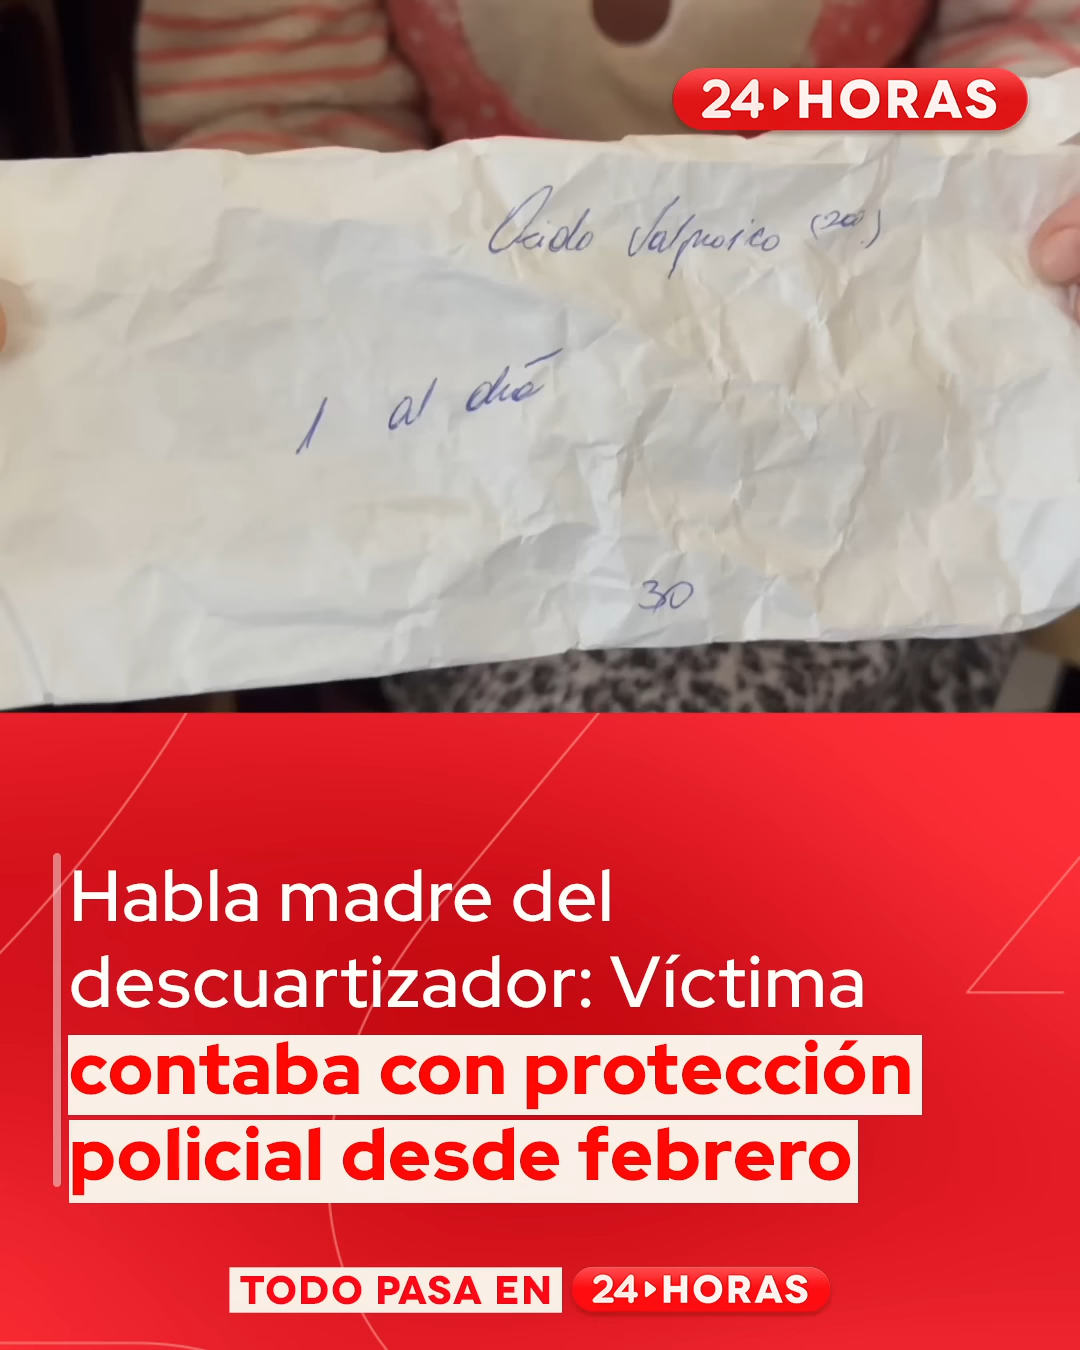 24 HORAS
Ácido Valproico (200)
1 al día
30
Habla madre del
descuartizador: Víctima
contaba con protección
policial desde febrero
TODO PASA EN 24 HORAS